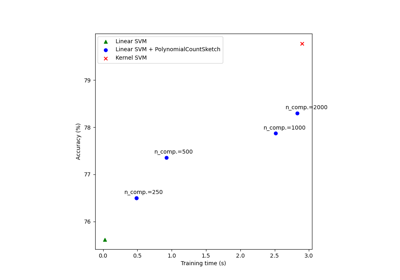 Linear SVM
Linear SVM + PolynomialCountSketch
Kernel SVM
79
78
77
76
Accuracy (%)
n_comp.=2000
n_comp.=1000
n_comp.=500
n_comp.=250
0.0 0.5 1.0 1.5 2.0 2.5 3.0
Training time (s)